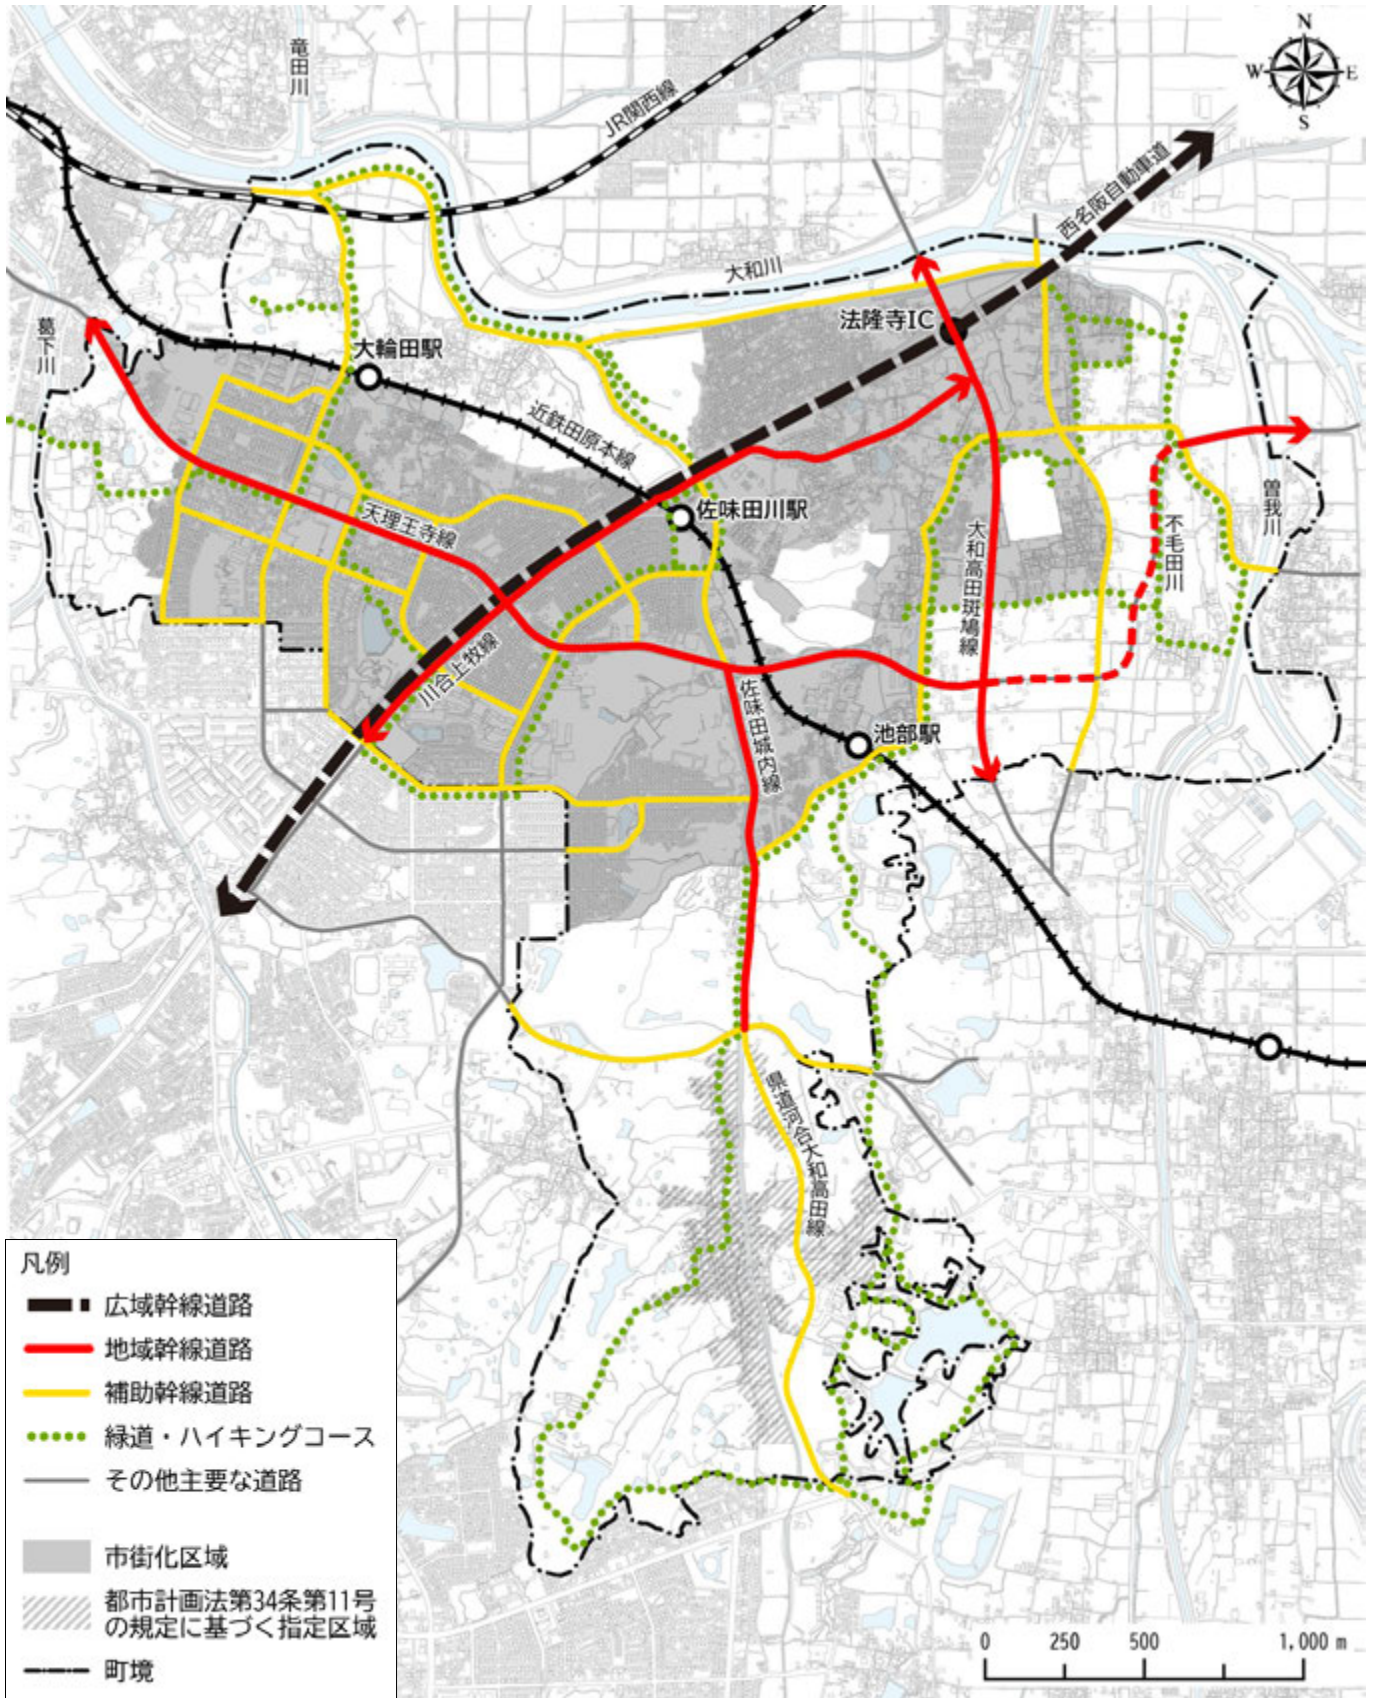 N
W
E
S
竜田川
JR関西線
西名阪自動車道
大和川
法隆寺IC
葛下川
大輪田駅
近鉄田原本線
佐味田川駅
曽我川
天理王寺線
大和高田斑鳩線
不毛田川
川合上牧線
佐味田城内線
池部駅
県道河合大和高田線
凡例
広域幹線道路
地域幹線道路
補助幹線道路
緑道・ハイキングコース
その他主要な道路
市街化区域
都市計画法第34条第11号
の規定に基づく指定区域
町境
0 250 500 1,000 m